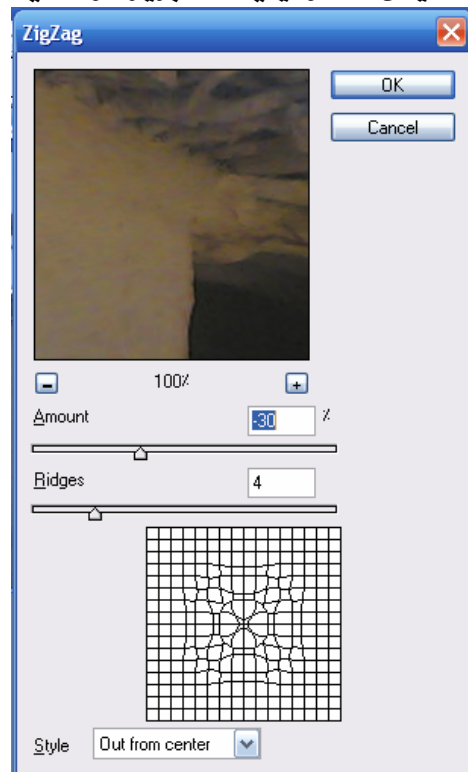 ZigZag
OK
Cancel
100%
Amount -30 %
Ridges 4
Style Out from center